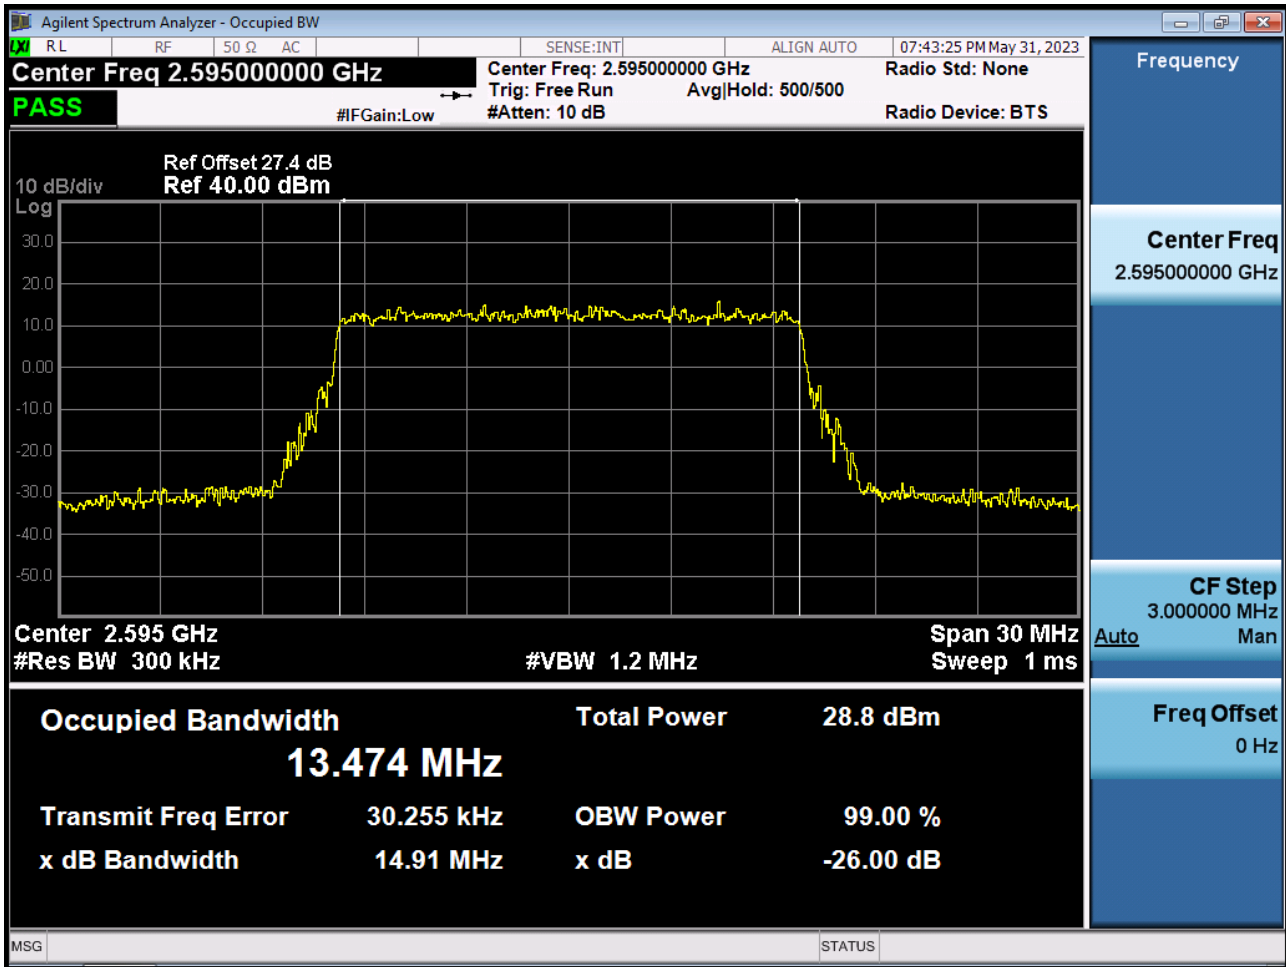 Agilent Spectrum Analyzer - Occupied BW
LXI RL RF 50 Ω AC SENSE:INT ALIGN AUTO 07:43:25 PM May 31, 2023
Center Freq 2.595000000 GHz
PASS
#IFGain:Low
Center Freq: 2.595000000 GHz
Trig: Free Run Avg|Hold: 500/500
#Atten: 10 dB
Radio Std: None
Radio Device: BTS
Ref Offset 27.4 dB
10 dB/div Ref 40.00 dBm
Log
30.0
20.0
10.0
0.00
-10.0
-20.0
-30.0
-40.0
-50.0
Center 2.595 GHz Span 30 MHz
#Res BW 300 kHz #VBW 1.2 MHz Sweep 1 ms
Occupied Bandwidth Total Power 28.8 dBm
13.474 MHz
Transmit Freq Error 30.255 kHz OBW Power 99.00 %
x dB Bandwidth 14.91 MHz x dB -26.00 dB
MSG STATUS
Frequency
Center Freq
2.595000000 GHz
CF Step
3.000000 MHz
Auto Man
Freq Offset
0 Hz